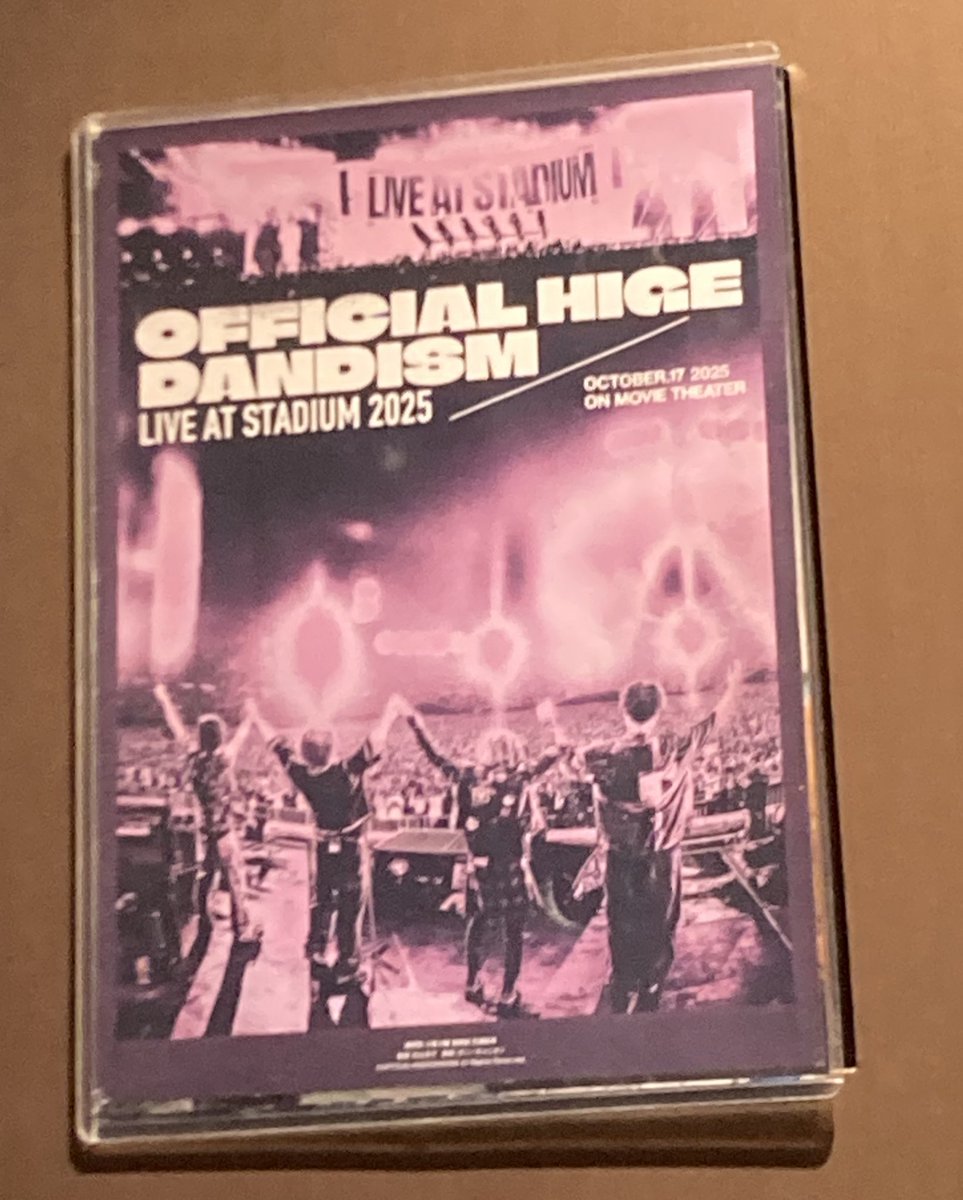 LIVE AT STADIUM
OFFICIAL HIGE
DANDISM
LIVE AT STADIUM 2025
OCTOBER.17 2025
ON MOVIE THEATER